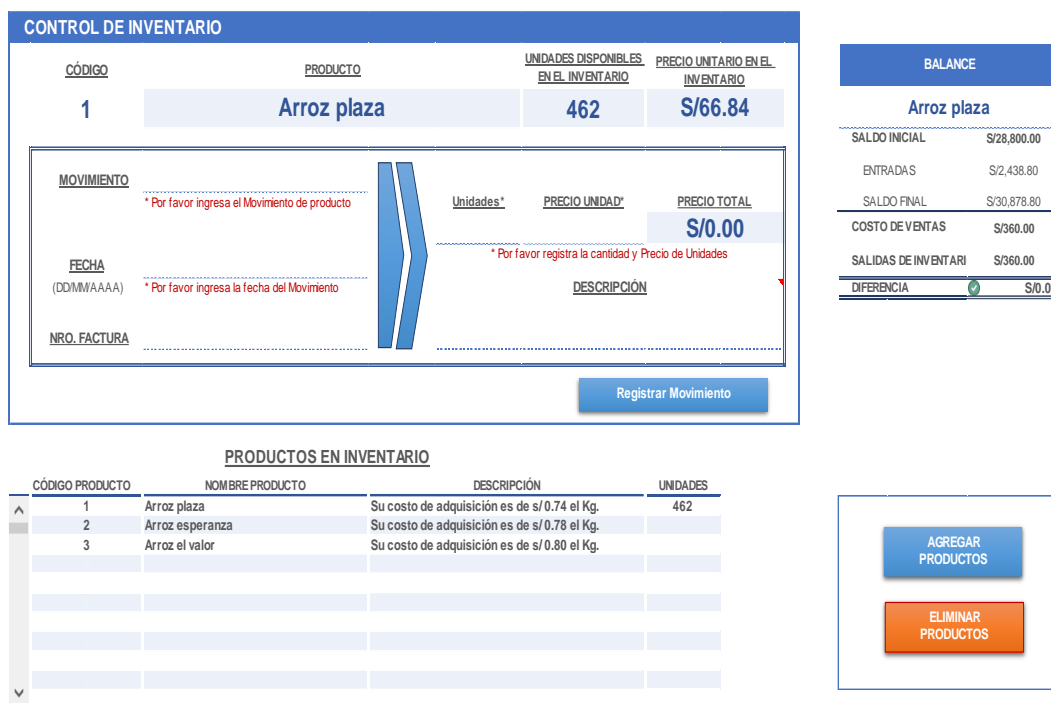 CONTROL DE INVENTARIO
CÓDIGO
PRODUCTO
UNIDADES DISPONIBLES
EN EL INVENTARIO
PRECIO UNITARIO EN EL
INVENTARIO
1
Arroz plaza
462
S/66.84
MOVIMIENTO
* Por favor ingresa el Movimiento de producto
FECHA
(DD/MM/AAAA)
* Por favor ingresa la fecha del Movimiento
NRO. FACTURA
Unidades*
PRECIO UNIDAD*
PRECIO TOTAL
S/0.00
* Por favor registra la cantidad y Precio de Unidades
DESCRIPCIÓN
Registrar Movimiento
BALANCE
Arroz plaza
SALDO INICIAL S/28,800.00
ENTRADAS S/2,438.80
SALDO FINAL S/30,878.80
COSTO DE VENTAS S/360.00
SALIDAS DE INVENTARI S/360.00
DIFERENCIA S/0.0
PRODUCTOS EN INVENTARIO
CÓDIGO PRODUCTO NOMBRE PRODUCTO DESCRIPCIÓN UNIDADES
1 Arroz plaza Su costo de adquisición es de s/ 0.74 el Kg. 462
2 Arroz esperanza Su costo de adquisición es de s/ 0.78 el Kg.
3 Arroz el valor Su costo de adquisición es de s/ 0.80 el Kg.
AGREGAR
PRODUCTOS
ELIMINAR
PRODUCTOS